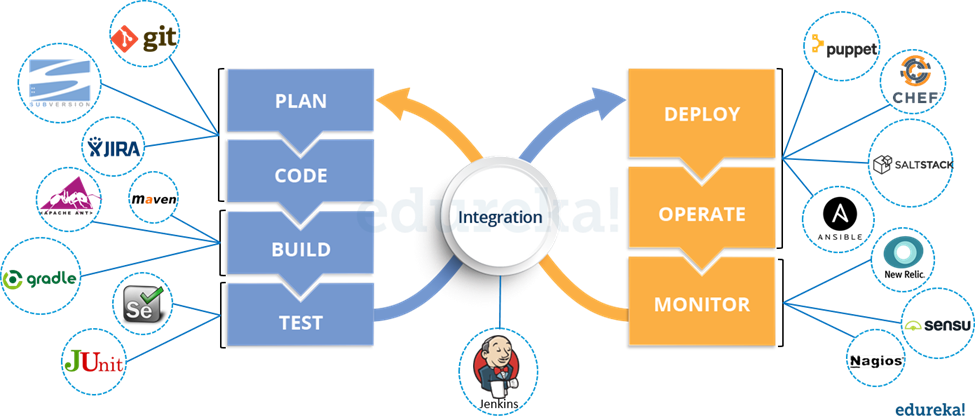 git
SUBVERSION
JIRA
APACHE ANT
maven
gradle
Se
JUnit
PLAN
CODE
BUILD
TEST
edureka!
Integration
Jenkins
DEPLOY
OPERATE
MONITOR
puppet
CHEF
SALTSTACK
A
ANSIBLE
New Relic.
sensu
Nagios
edureka!